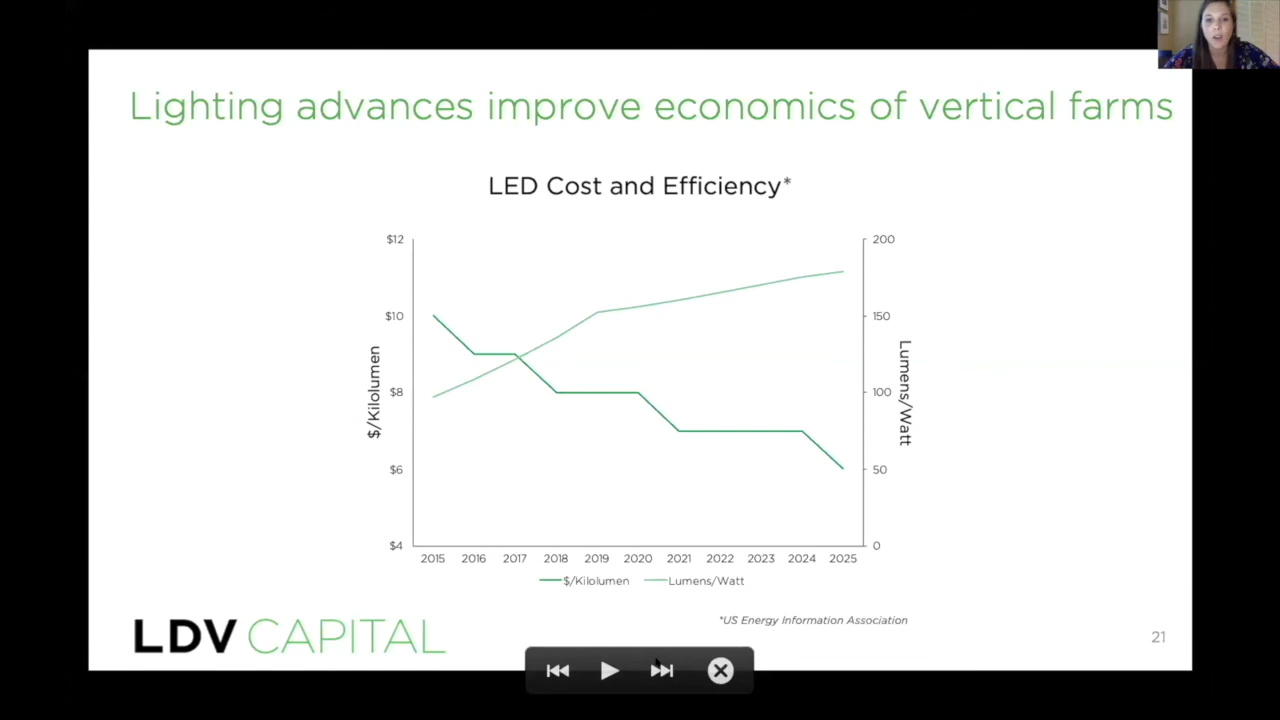 Lighting advances improve economics of vertical farms
LED Cost and Efficiency*
$12
$10
$8
$6
$4
$/Kilolumen
200
150
100
50
0
Lumens/Watt
2015 2016 2017 2018 2019 2020 2021 2022 2023 2024 2025
$/Kilolumen Lumens/Watt
*US Energy Information Association
LDV CAPITAL
21